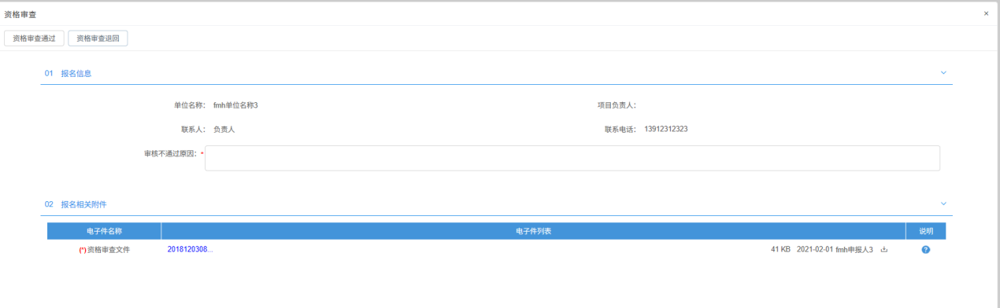 资格审查 ×
资格审查通过 资格审查退回
01 报名信息
单位名称: fmh单位名称3 项目负责人:
联系人: 负责人 联系电话: 13912312323
审核不通过原因: *
02 报名相关附件
电子件名称 电子件列表 说明
(*)资格审查文件 2018120308... 41 KB 2021-02-01 fmh申报人3 ?